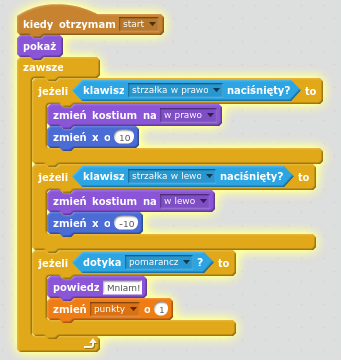 kiedy otrzymam start
pokaż
zawsze
jeżeli klawisz strzałka w prawo naciśnięty? to
zmień kostium na w prawo
zmień x o 10
jeżeli klawisz strzałka w lewo naciśnięty? to
zmień kostium na w lewo
zmień x o -10
jeżeli dotyka pomarancz ? to
powiedz Mniam!
zmień punkty o 1